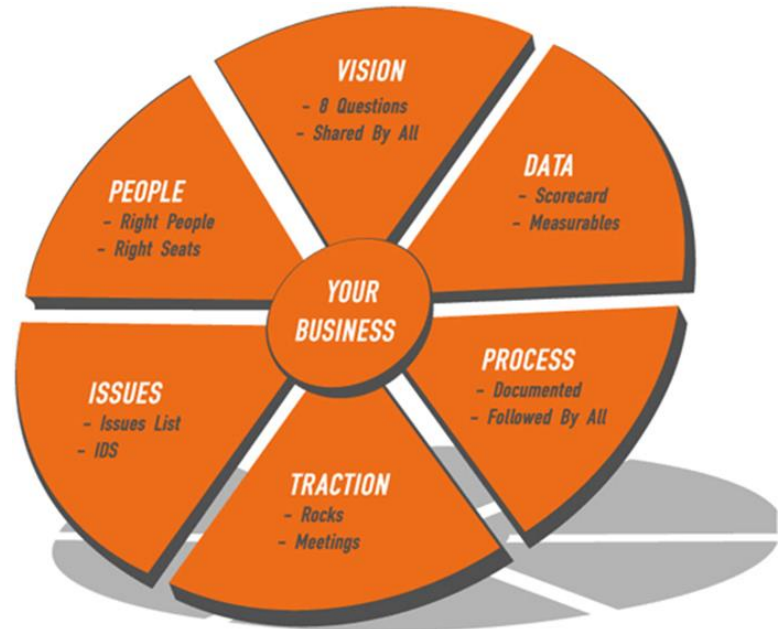 VISION
- 8 Questions
- Shared By All
DATA
- Scorecard
- Measurables
PEOPLE
- Right People
- Right Seats
YOUR
BUSINESS
PROCESS
- Documented
- Followed By All
ISSUES
- Issues List
- IDS
TRACTION
- Rocks
- Meetings